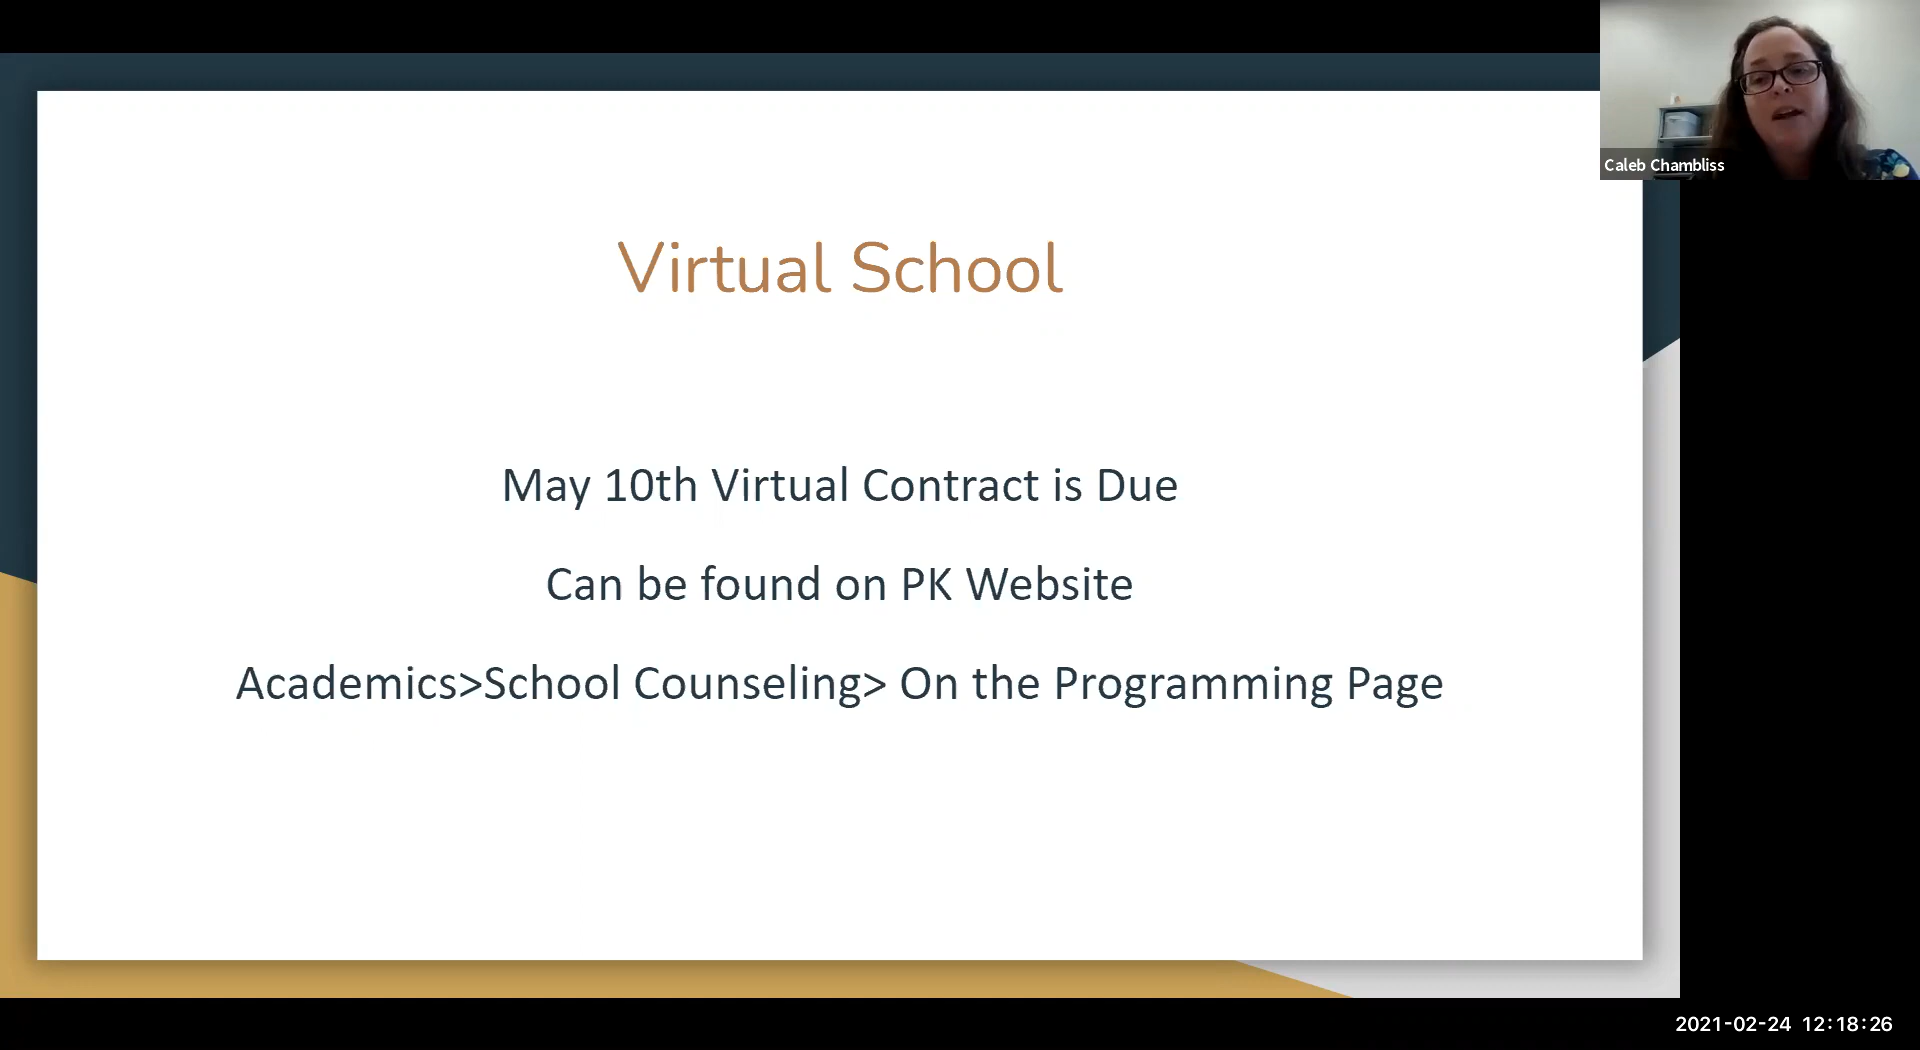 Caleb Chambliss
Virtual School
May 10th Virtual Contract is Due
Can be found on PK Website
Academics>School Counseling> On the Programming Page
2021-02-24 12:18:26